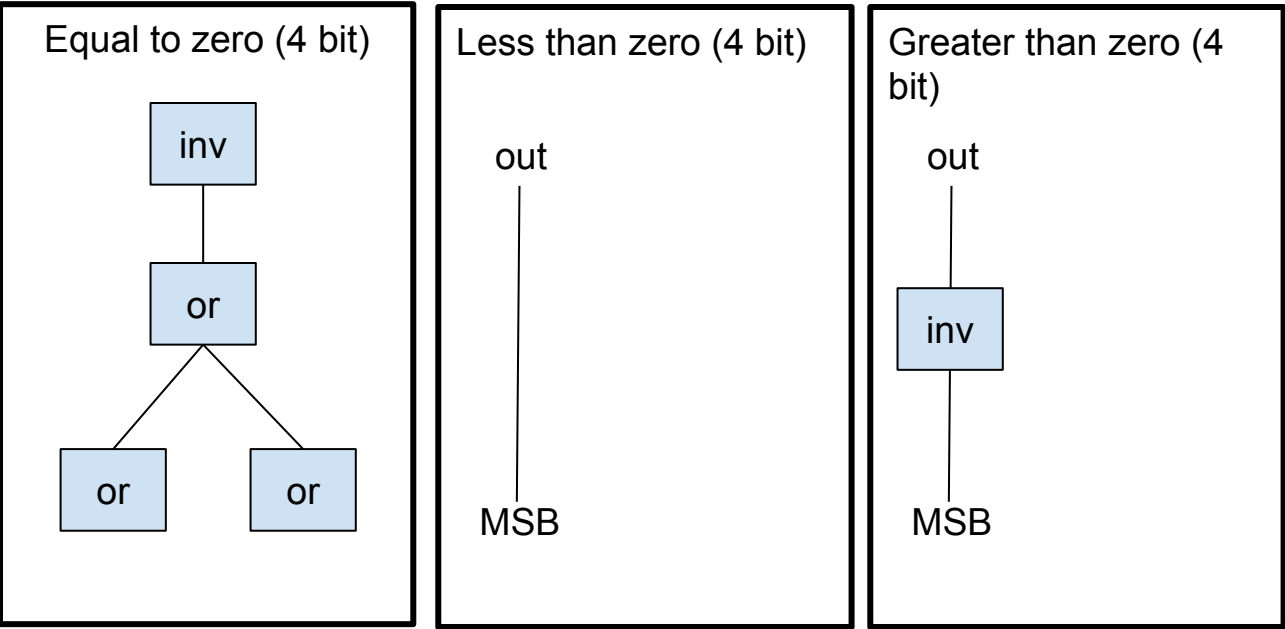 Equal to zero (4 bit)
inv
or
or
or
Less than zero (4 bit)
out
MSB
Greater than zero (4
bit)
out
inv
MSB